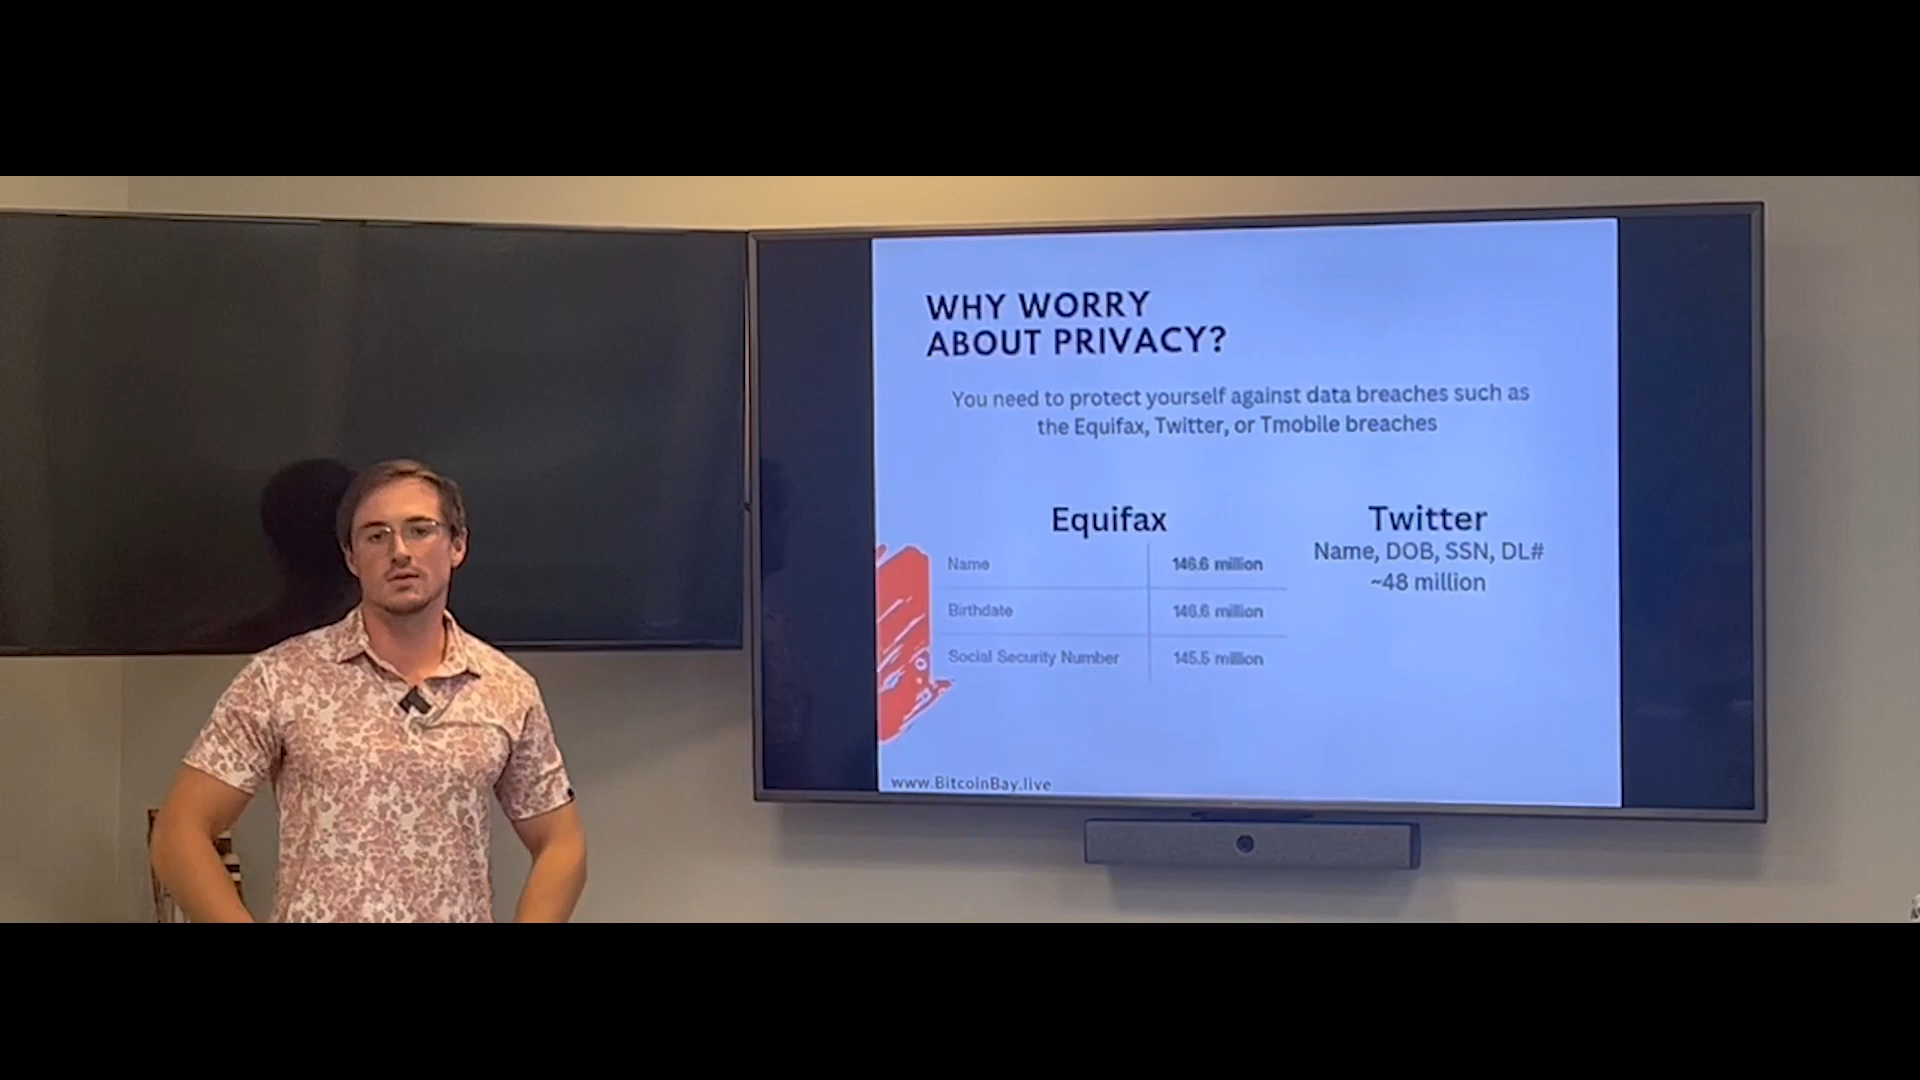 WHY WORRY
ABOUT PRIVACY?
You need to protect yourself against data breaches such as
the Equifax, Twitter, or Tmobile breaches
Equifax
Name 146.6 million
Birthdate 146.6 million
Social Security Number 145.5 million
Twitter
Name, DOB, SSN, DL#
~48 million
www.BitcoinBay.live